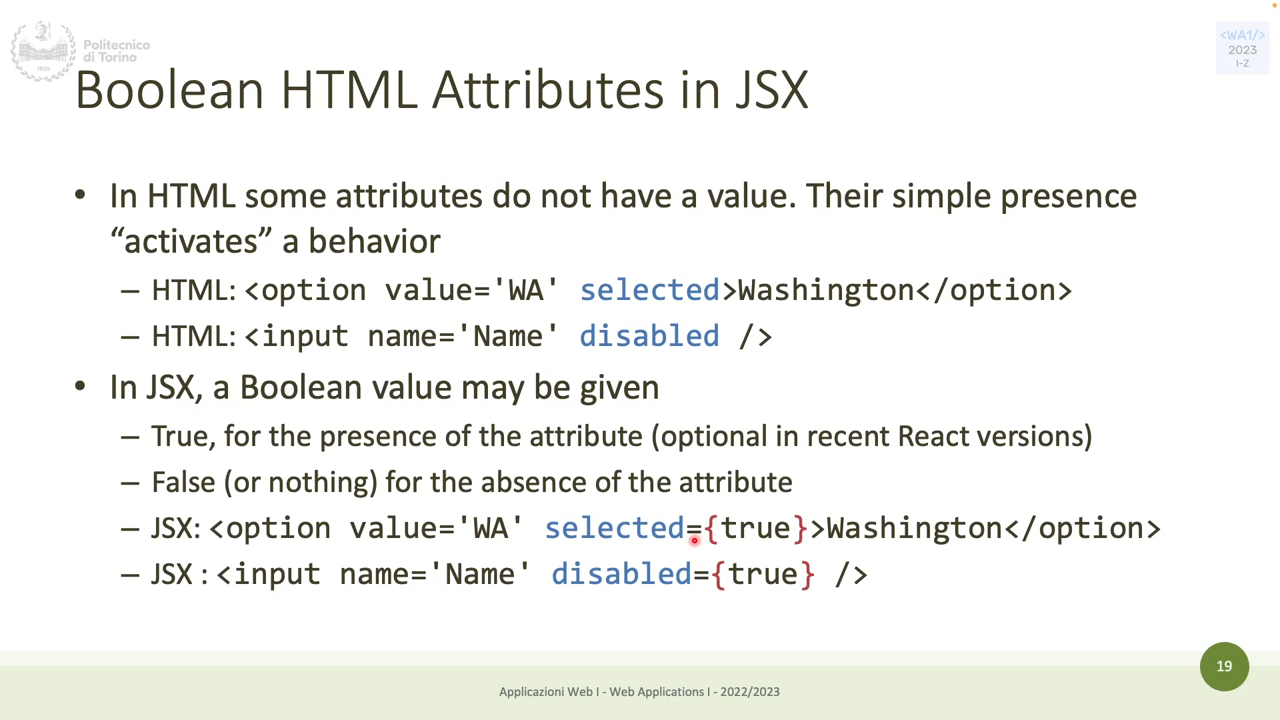 Politecnico
di Torino
1859
<WA1/>
2023
I-Z
Boolean HTML Attributes in JSX
• In HTML some attributes do not have a value. Their simple presence
“activates” a behavior
– HTML: <option value='WA' selected>Washington</option>
– HTML: <input name='Name' disabled />
• In JSX, a Boolean value may be given
– True, for the presence of the attribute (optional in recent React versions)
– False (or nothing) for the absence of the attribute
– JSX: <option value='WA' selected={true}>Washington</option>
– JSX : <input name='Name' disabled={true} />
19
Applicazioni Web I - Web Applications I - 2022/2023